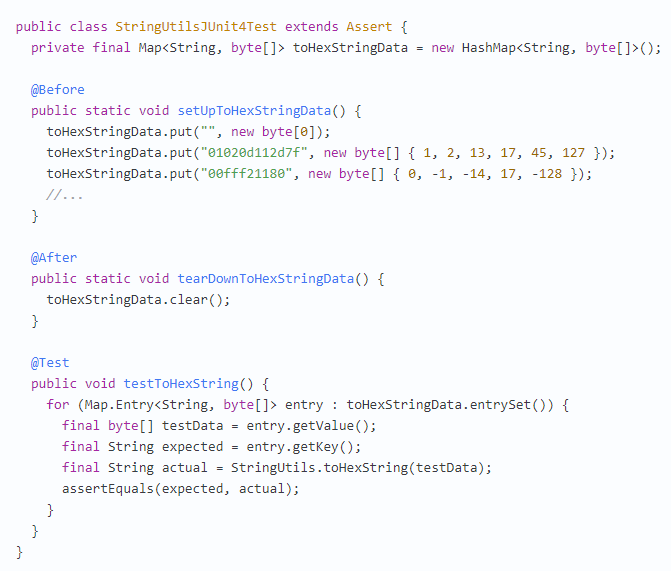 public class StringUtilsJUnit4Test extends Assert {
  private final Map<String, byte[]> toHexStringData = new HashMap<String, byte[]>();

  @Before
  public static void setUpToHexStringData() {
    toHexStringData.put("", new byte[0]);
    toHexStringData.put("01020d112d7f", new byte[] { 1, 2, 13, 17, 45, 127 });
    toHexStringData.put("00fff21180", new byte[] { 0, -1, -14, 17, -128 });
    //...
  }

  @After
  public static void tearDownToHexStringData() {
    toHexStringData.clear();
  }

  @Test
  public void testToHexString() {
    for (Map.Entry<String, byte[]> entry : toHexStringData.entrySet()) {
      final byte[] testData = entry.getValue();
      final String expected = entry.getKey();
      final String actual = StringUtils.toHexString(testData);
      assertEquals(expected, actual);
    }
  }
}